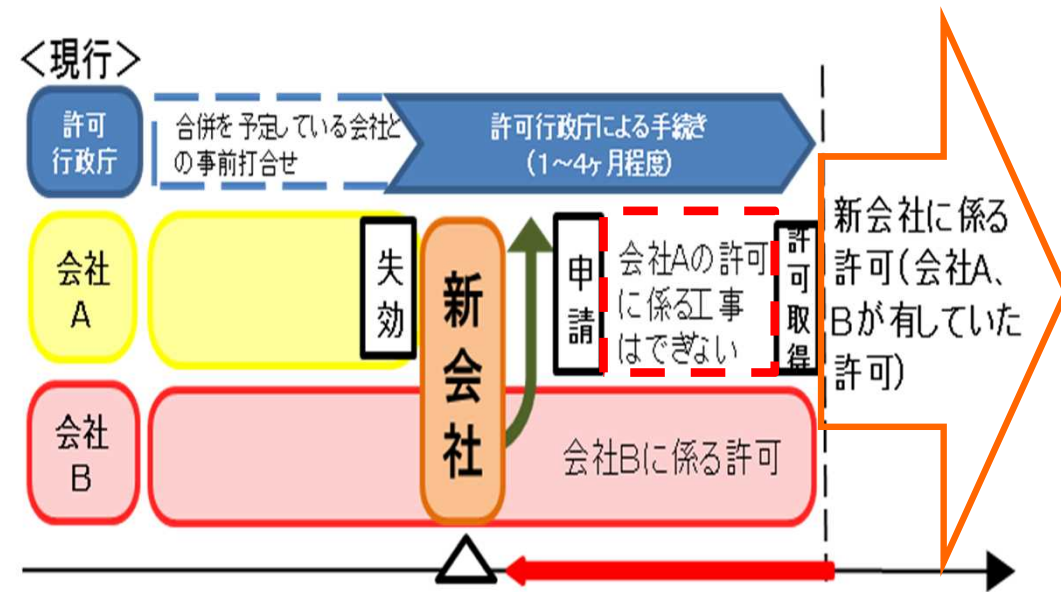 <現行>
許可
行政庁
合併を予定している会社と
の事前打合せ
許可行政庁による手続き
(1～4ヶ月程度)
会社
A
失
効
新
会
社
申
請
会社Aの許可
に係る工事
はできない
許
可
取
得
新会社に係る
許可(会社A、
Bが有していた
許可)
会社
B
会社Bに係る許可